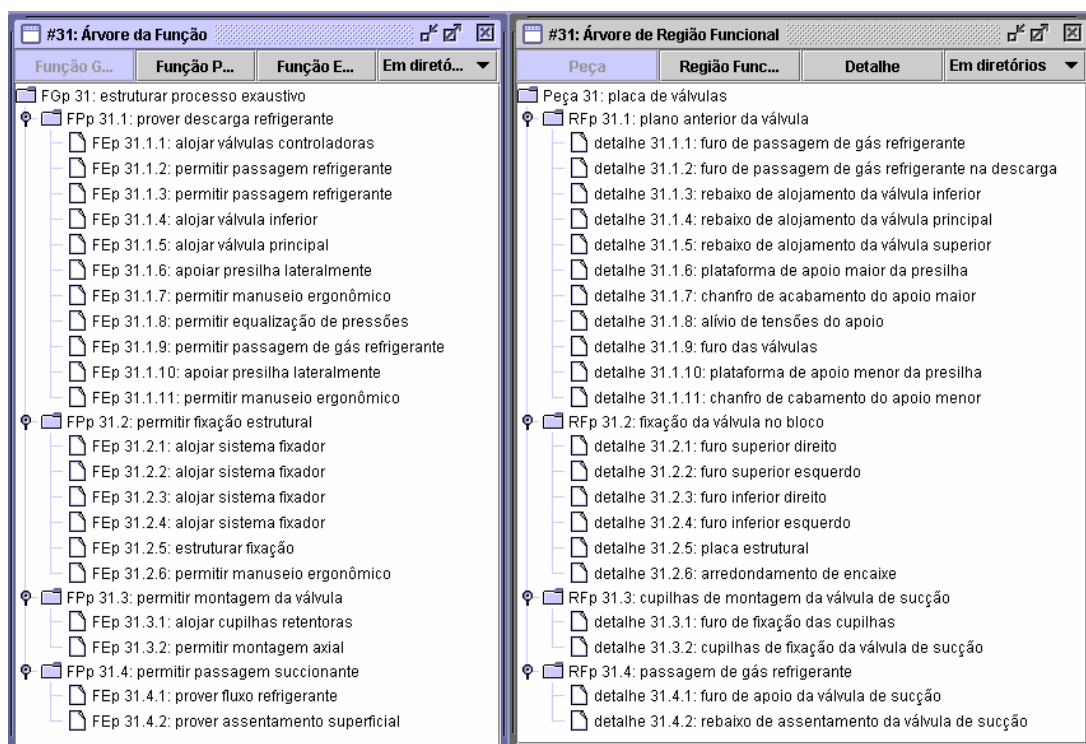 #31: Árvore da Função
Função G...
Função P...
Função E...
Em diretó...
FGp 31: estruturar processo exaustivo
FPp 31.1: prover descarga refrigerante
FEp 31.1.1: alojar válvulas controladoras
FEp 31.1.2: permitir passagem refrigerante
FEp 31.1.3: permitir passagem refrigerante
FEp 31.1.4: alojar válvula inferior
FEp 31.1.5: alojar válvula principal
FEp 31.1.6: apoiar presilha lateralmente
FEp 31.1.7: permitir manuseio ergonômico
FEp 31.1.8: permitir equalização de pressões
FEp 31.1.9: permitir passagem de gás refrigerante
FEp 31.1.10: apoiar presilha lateralmente
FEp 31.1.11: permitir manuseio ergonômico
FPp 31.2: permitir fixação estrutural
FEp 31.2.1: alojar sistema fixador
FEp 31.2.2: alojar sistema fixador
FEp 31.2.3: alojar sistema fixador
FEp 31.2.4: alojar sistema fixador
FEp 31.2.5: estruturar fixação
FEp 31.2.6: permitir manuseio ergonômico
FPp 31.3: permitir montagem da válvula
FEp 31.3.1: alojar cupilhas retentoras
FEp 31.3.2: permitir montagem axial
FPp 31.4: permitir passagem succionante
FEp 31.4.1: prover fluxo refrigerante
FEp 31.4.2: prover assentamento superficial
#31: Árvore de Região Funcional
Peça
Região Func...
Detalhe
Em diretórios
Peça 31: placa de válvulas
RFp 31.1: plano anterior da válvula
detalhe 31.1.1: furo de passagem de gás refrigerante
detalhe 31.1.2: furo de passagem de gás refrigerante na descarga
detalhe 31.1.3: rebaixo de alojamento da válvula inferior
detalhe 31.1.4: rebaixo de alojamento da válvula principal
detalhe 31.1.5: rebaixo de alojamento da válvula superior
detalhe 31.1.6: plataforma de apoio maior da presilha
detalhe 31.1.7: chanfro de acabamento do apoio maior
detalhe 31.1.8: alívio de tensões do apoio
detalhe 31.1.9: furo das válvulas
detalhe 31.1.10: plataforma de apoio menor da presilha
detalhe 31.1.11: chanfro de cabamento do apoio menor
RFp 31.2: fixação da válvula no bloco
detalhe 31.2.1: furo superior direito
detalhe 31.2.2: furo superior esquerdo
detalhe 31.2.3: furo inferior direito
detalhe 31.2.4: furo inferior esquerdo
detalhe 31.2.5: placa estrutural
detalhe 31.2.6: arredondamento de encaixe
RFp 31.3: cupilhas de montagem da válvula de sucção
detalhe 31.3.1: furo de fixação das cupilhas
detalhe 31.3.2: cupilhas de fixação da válvula de sucção
RFp 31.4: passagem de gás refrigerante
detalhe 31.4.1: furo de apoio da válvula de sucção
detalhe 31.4.2: rebaixo de assentamento da válvula de sucção